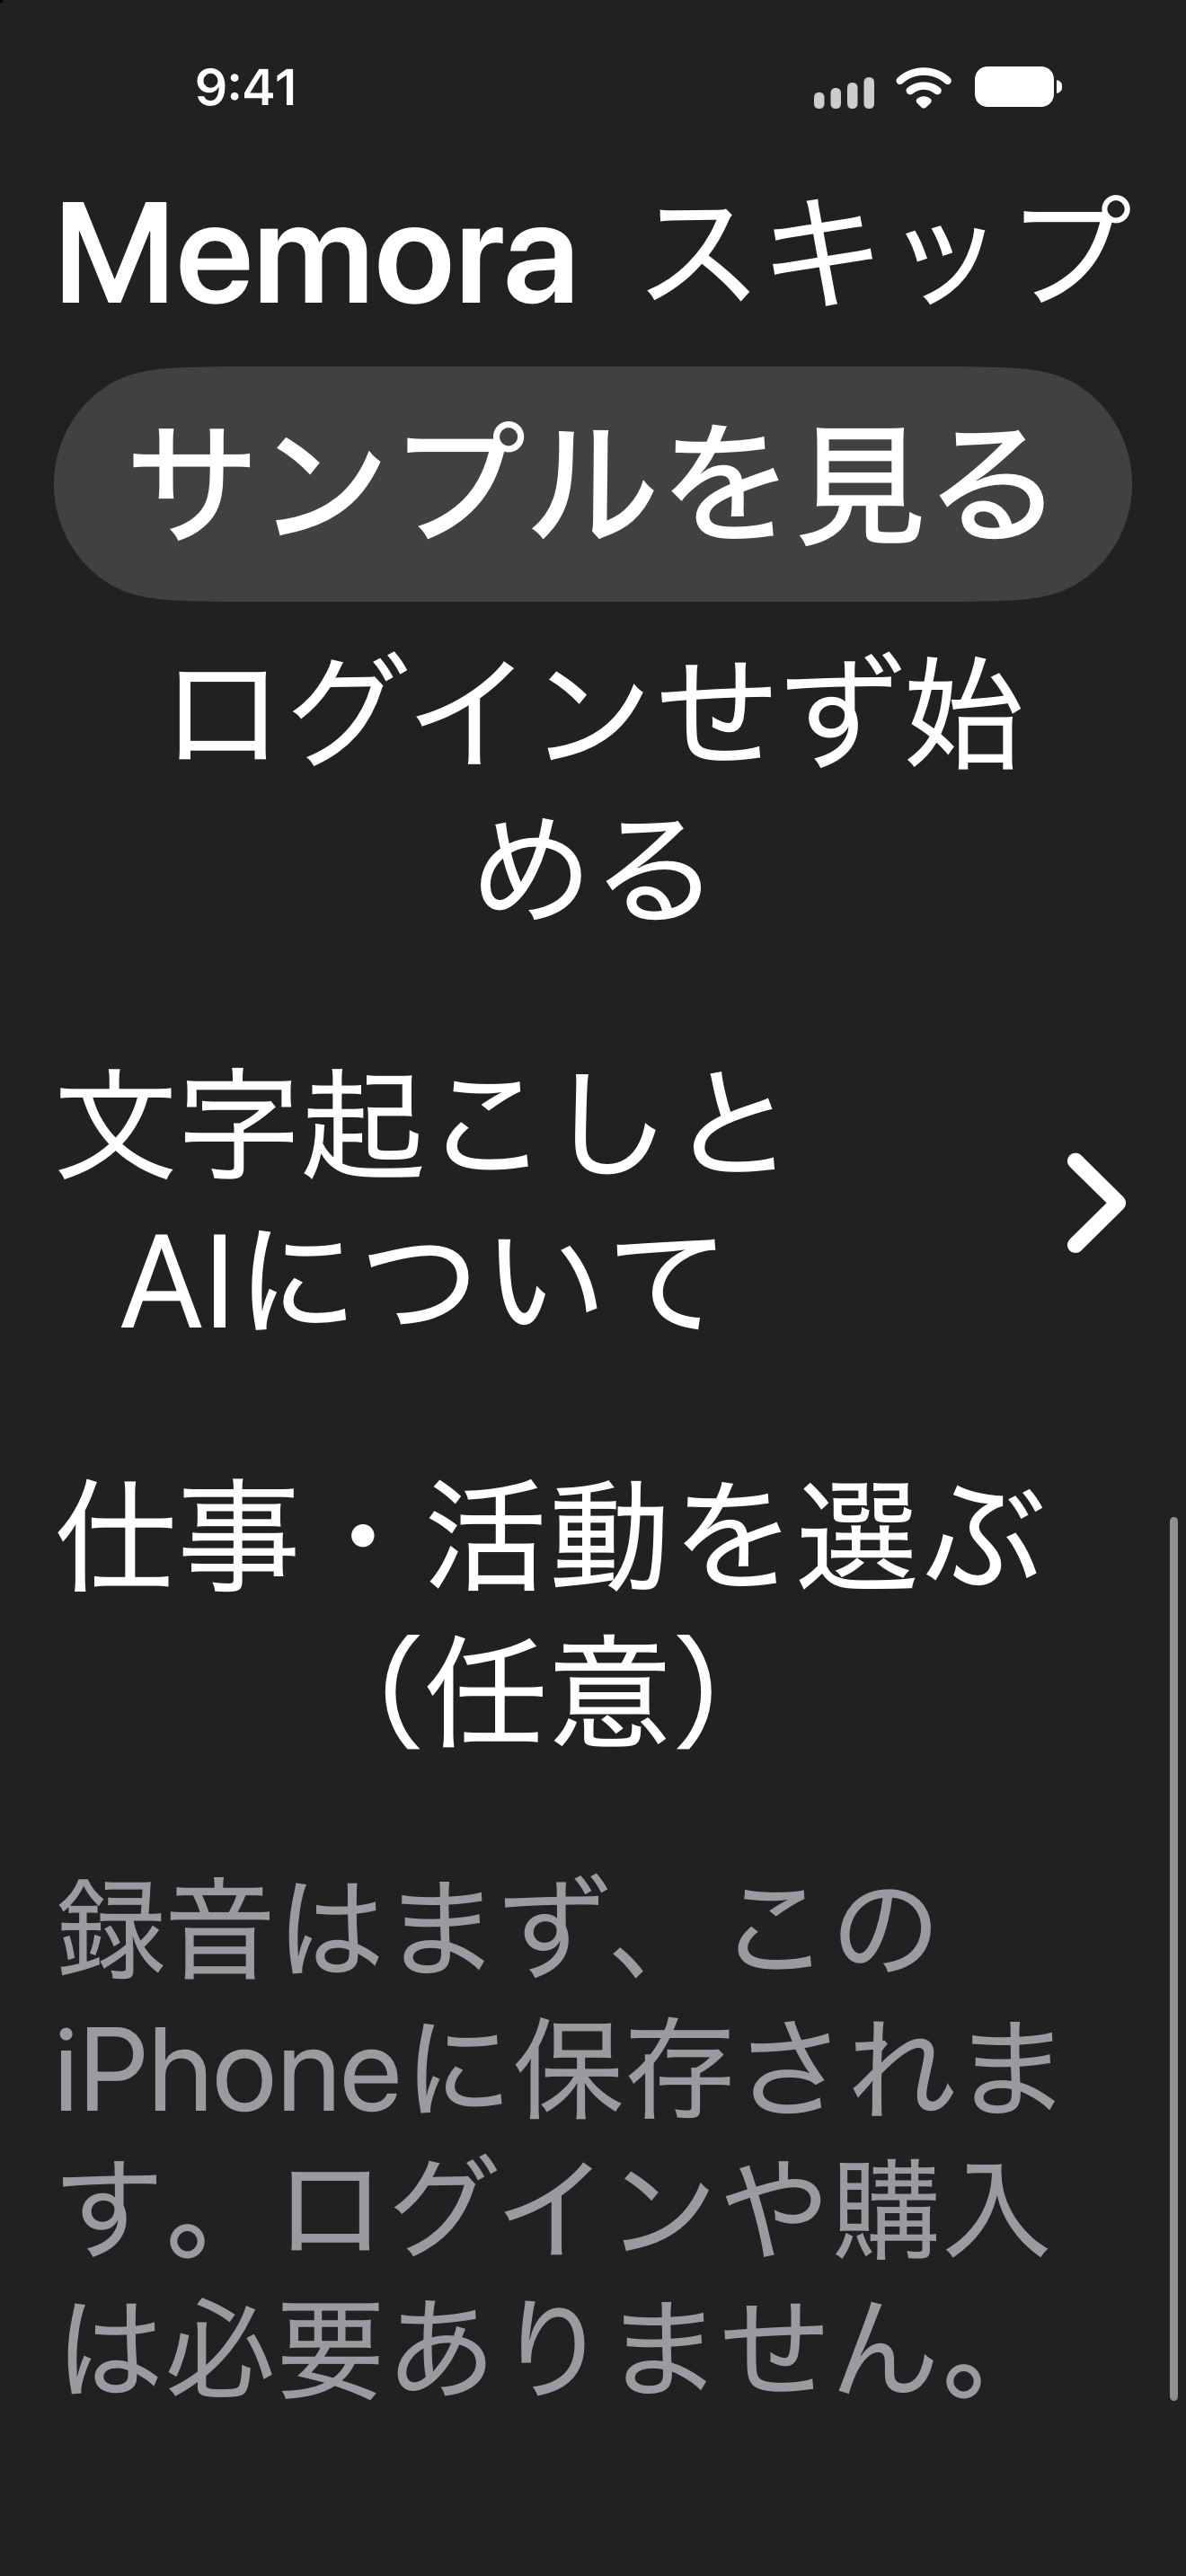 9:41
Memora スキップ
サンプルを見る
ログインせず始
める
文字起こしと
AIについて
仕事・活動を選ぶ
（任意）
録音はまず、この
iPhoneに保存されま
す。ログインや購入
は必要ありません。